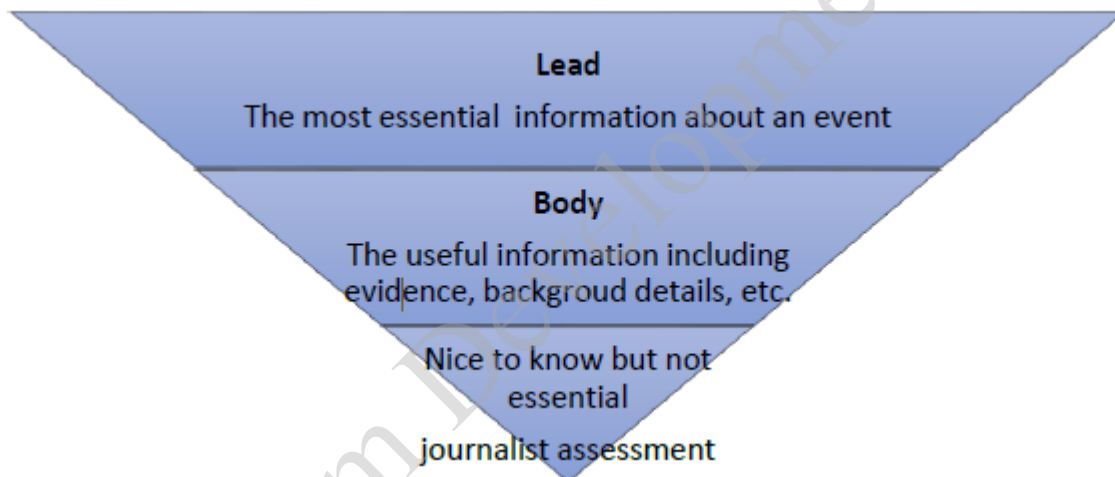 Lead
The most essential information about an event
Body
The useful information including
evidence, backgroud details, etc.
Nice to know but not
essential
journalist assessment